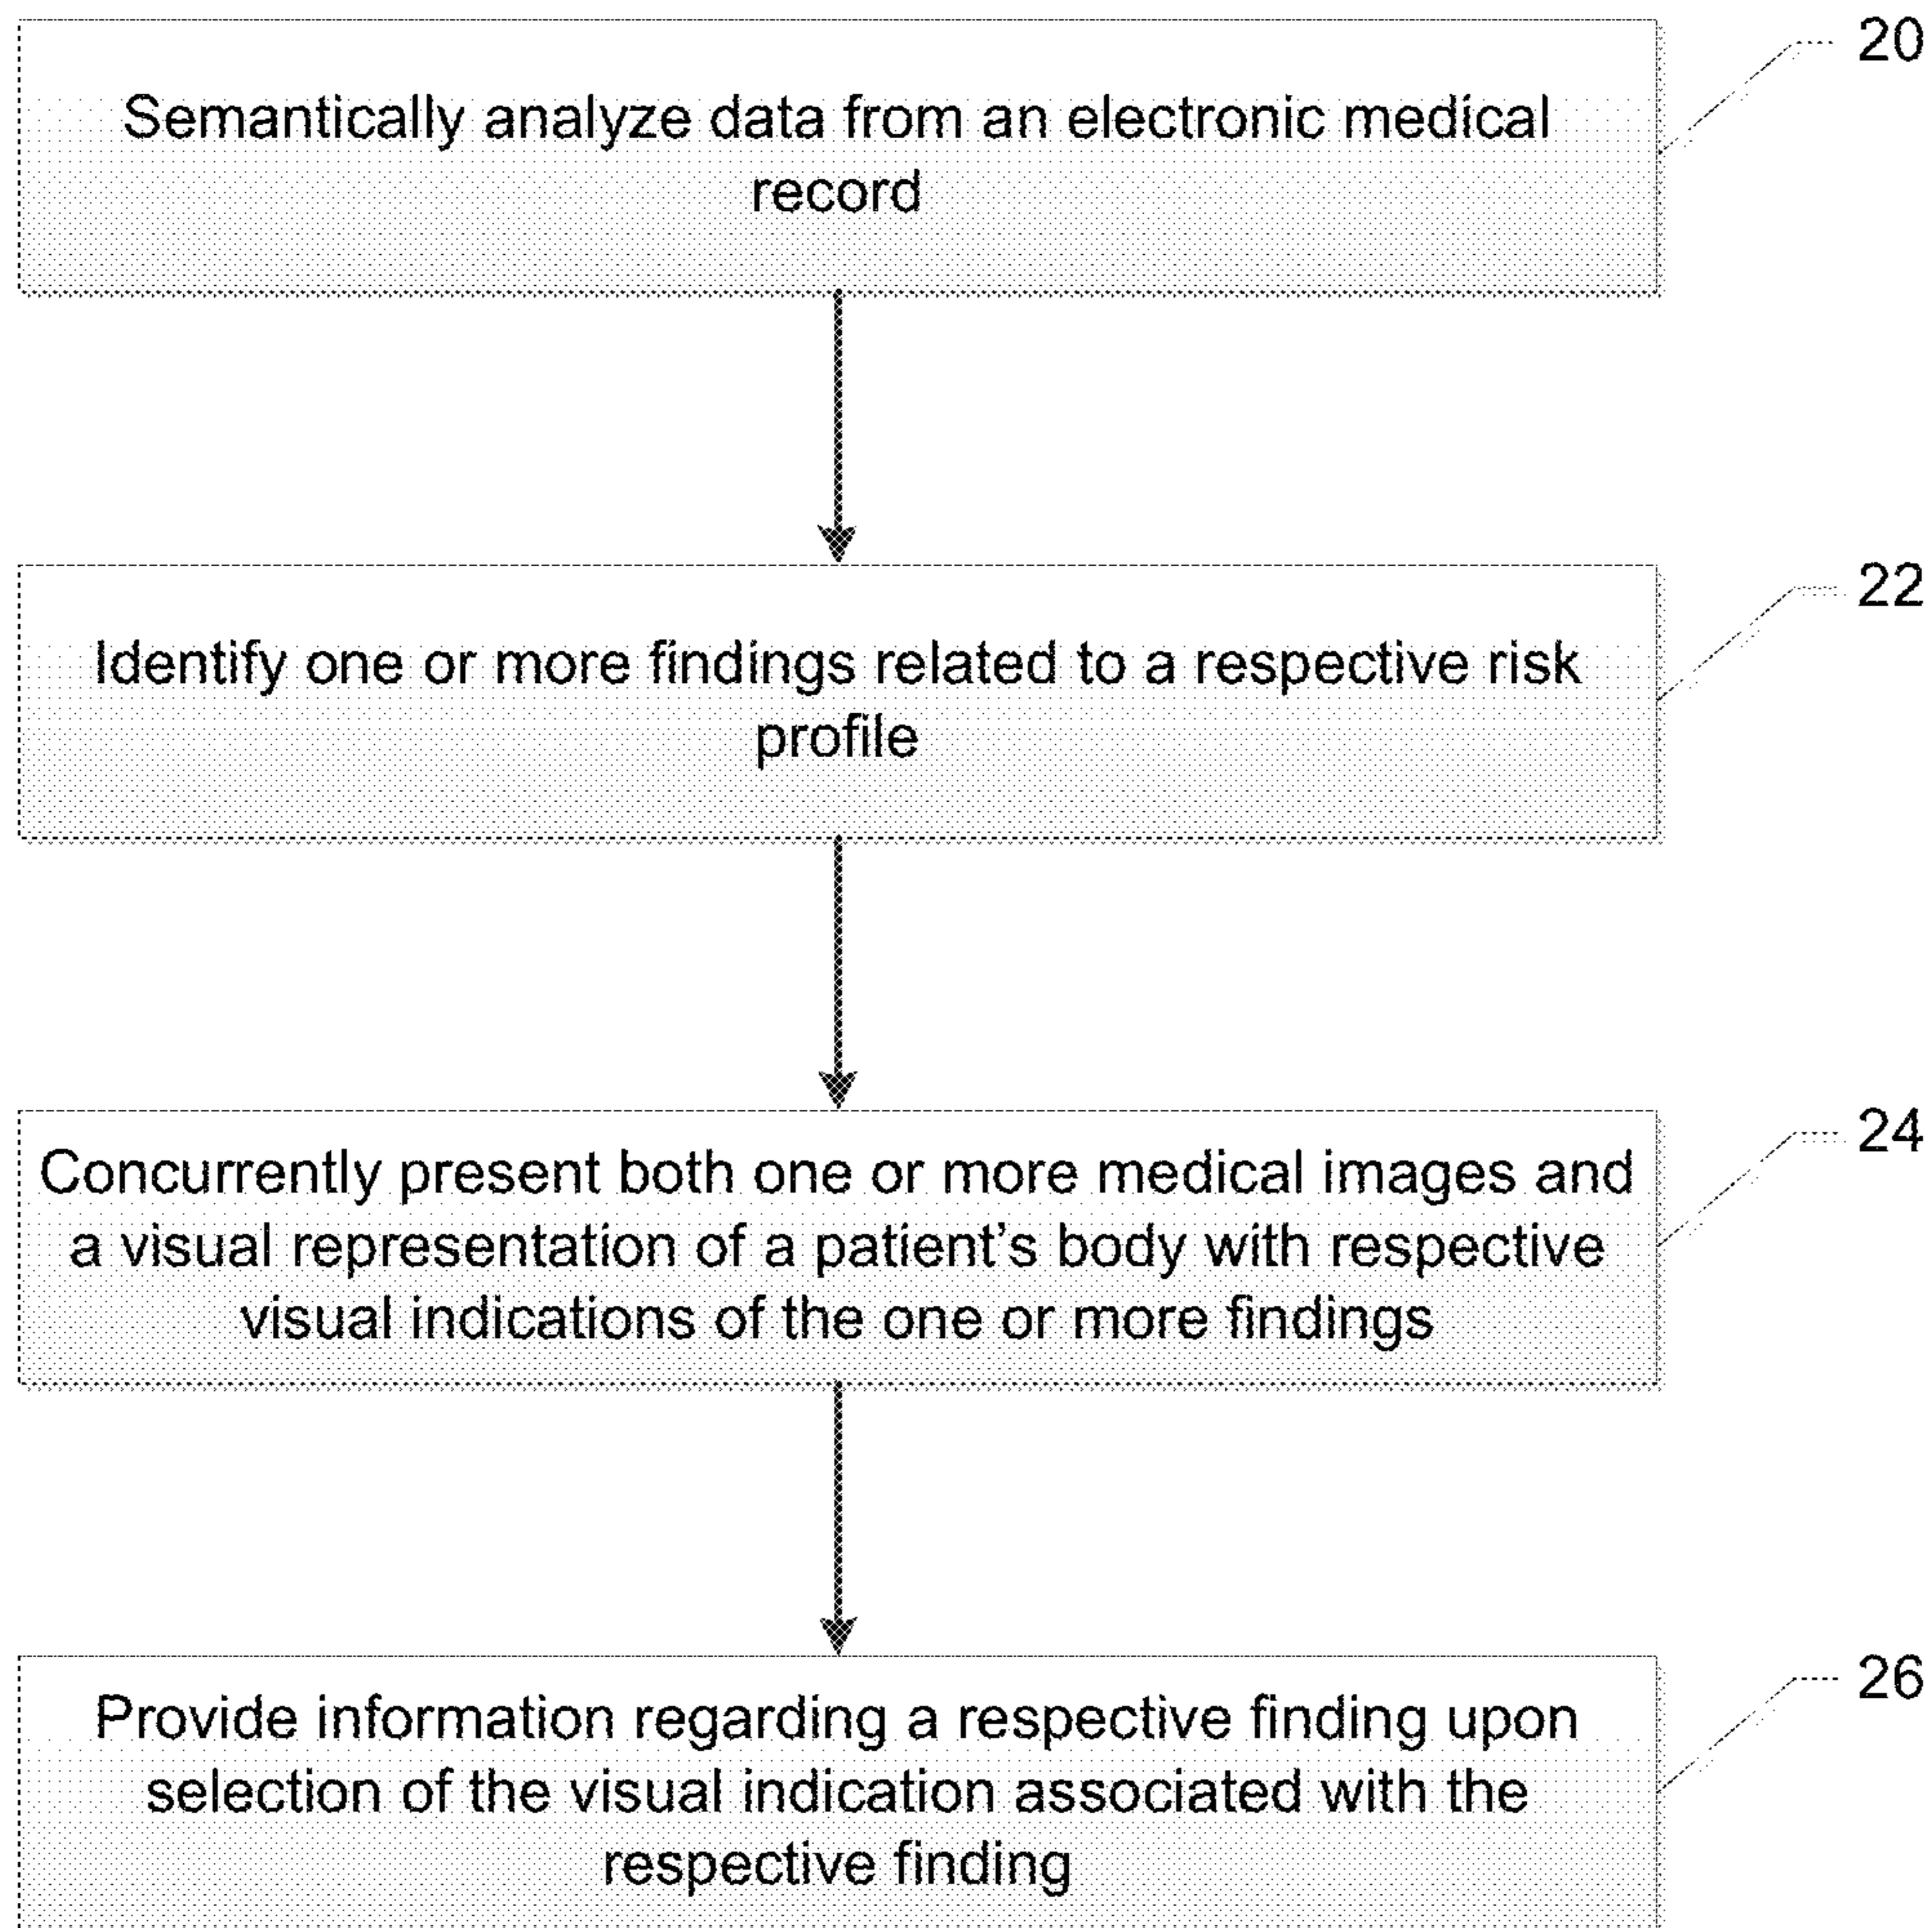 20
Semantically analyze data from an electronic medical
record
22
Identify one or more findings related to a respective risk
profile
24
Concurrently present both one or more medical images and
a visual representation of a patient's body with respective
visual indications of the one or more findings
26
Provide information regarding a respective finding upon
selection of the visual indication associated with the
respective finding